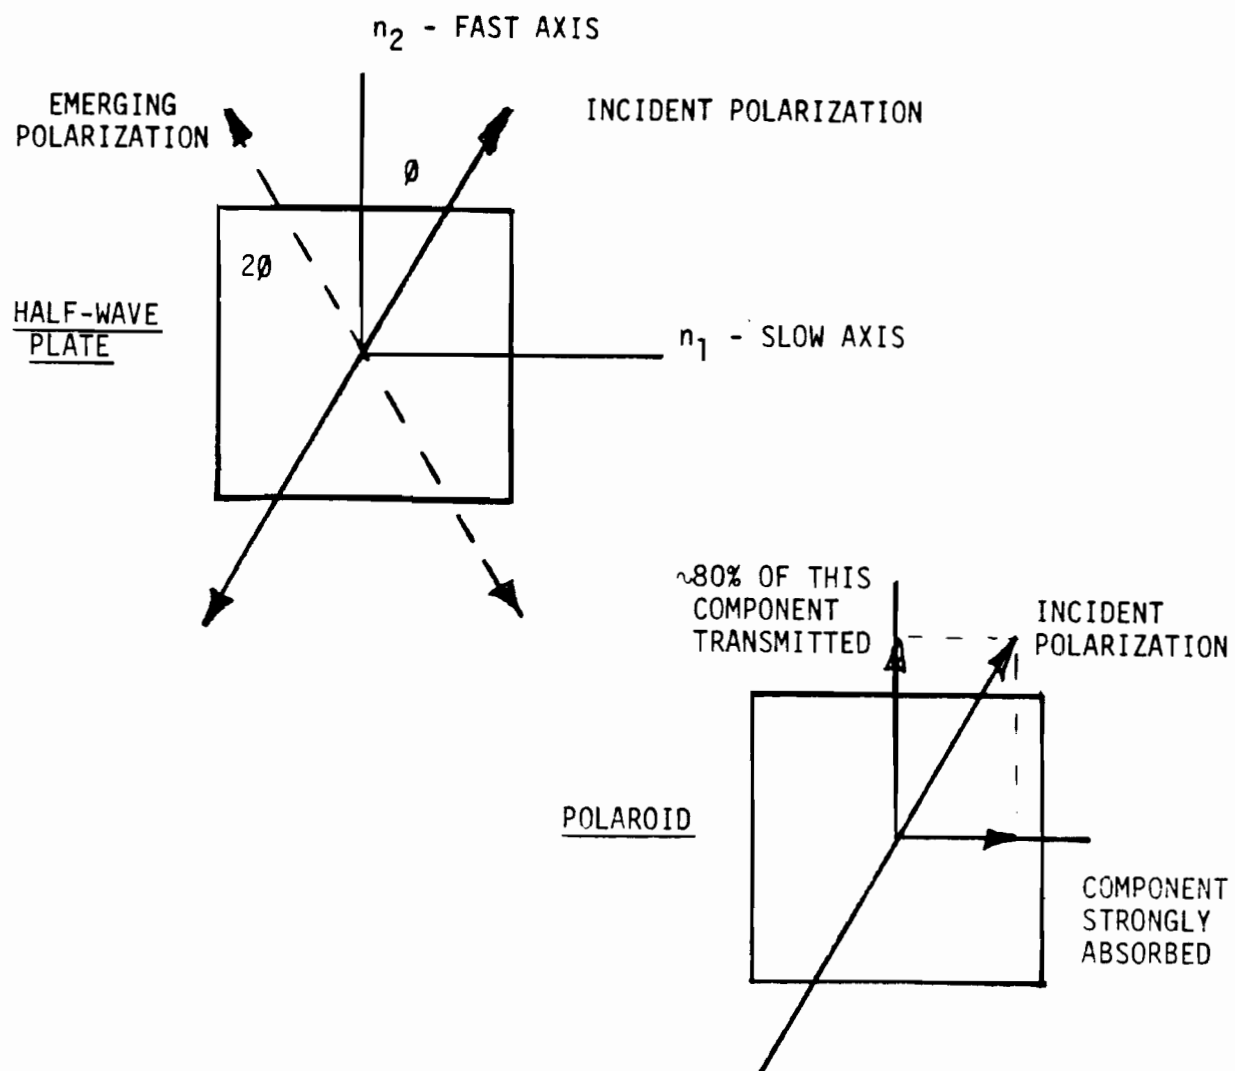 n2 - FAST AXIS
EMERGING
POLARIZATION
INCIDENT POLARIZATION
ø
2ø
HALF-WAVE
PLATE
n1 - SLOW AXIS
~80% OF THIS
COMPONENT
TRANSMITTED
INCIDENT
POLARIZATION
POLAROID
COMPONENT
STRONGLY
ABSORBED